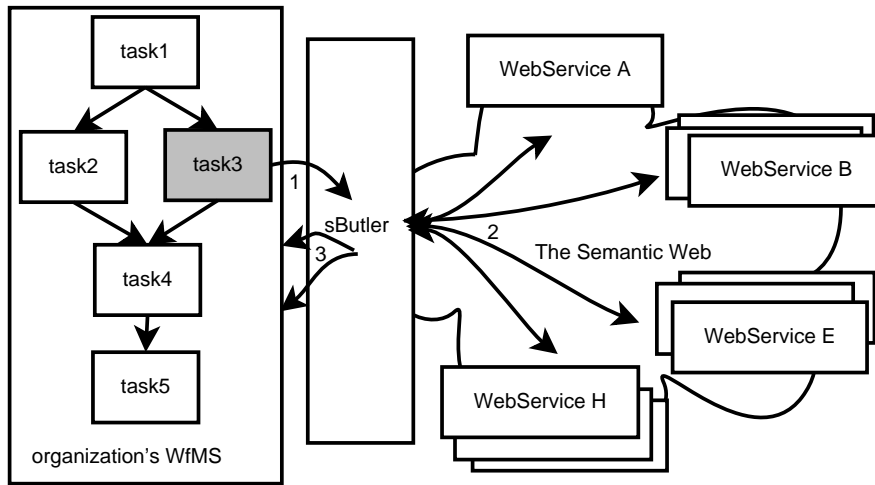 task1
task2
task3
task4
task5
organization's WfMS
1
sButler
3
2
The Semantic Web
WebService A
WebService B
WebService E
WebService H